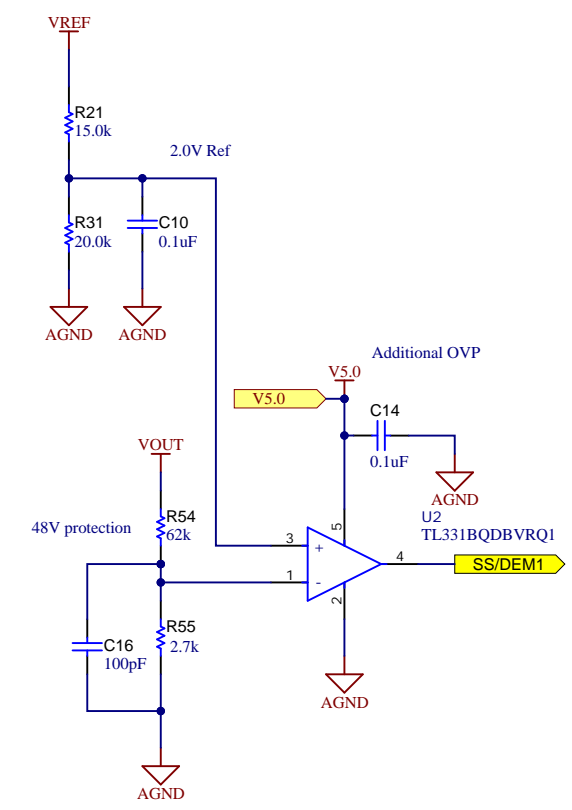 VREF
R21
15.0k
2.0V Ref
R31
20.0k
C10
0.1uF
AGND
AGND
Additional OVP
V5.0
V5.0
C14
0.1uF
AGND
VOUT
R54
62k
48V protection
U2
TL331BQDBVRQ1
5
3
+
4
SS/DEM1
1
-
2
R55
2.7k
C16
100pF
AGND
AGND